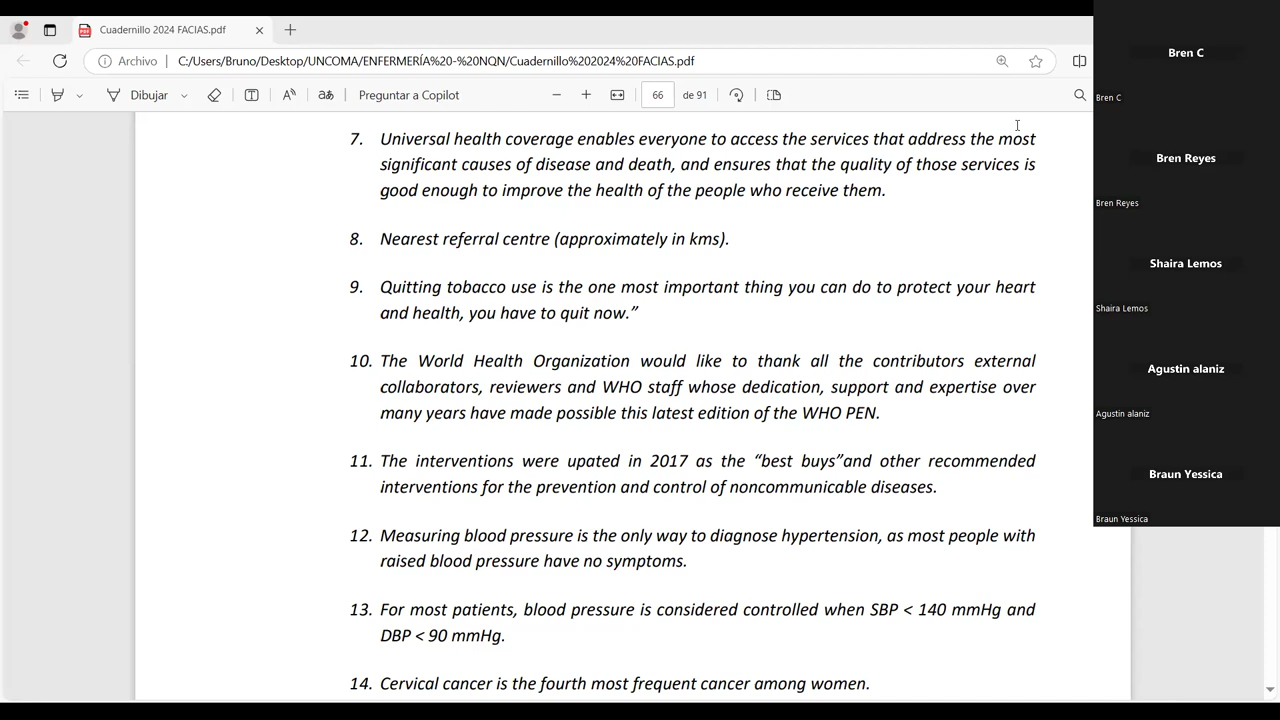 Cuadernillo 2024 FACIAS.pdf
Archivo C:/Users/Bruno/Desktop/UNCOMA/ENFERMERÍA%20-%20NQN/Cuadernillo%202024%20FACIAS.pdf
Dibujar Preguntar a Copilot 66 de 91
7. Universal health coverage enables everyone to access the services that address the most
significant causes of disease and death, and ensures that the quality of those services is
good enough to improve the health of the people who receive them.
8. Nearest referral centre (approximately in kms).
9. Quitting tobacco use is the one most important thing you can do to protect your heart
and health, you have to quit now.”
10. The World Health Organization would like to thank all the contributors external
collaborators, reviewers and WHO staff whose dedication, support and expertise over
many years have made possible this latest edition of the WHO PEN.
11. The interventions were upated in 2017 as the “best buys”and other recommended
interventions for the prevention and control of noncommunicable diseases.
12. Measuring blood pressure is the only way to diagnose hypertension, as most people with
raised blood pressure have no symptoms.
13. For most patients, blood pressure is considered controlled when SBP < 140 mmHg and
DBP < 90 mmHg.
14. Cervical cancer is the fourth most frequent cancer among women.
Bren C
Bren C
Bren Reyes
Bren Reyes
Shaira Lemos
Shaira Lemos
Agustin alaniz
Agustin alaniz
Braun Yessica
Braun Yessica